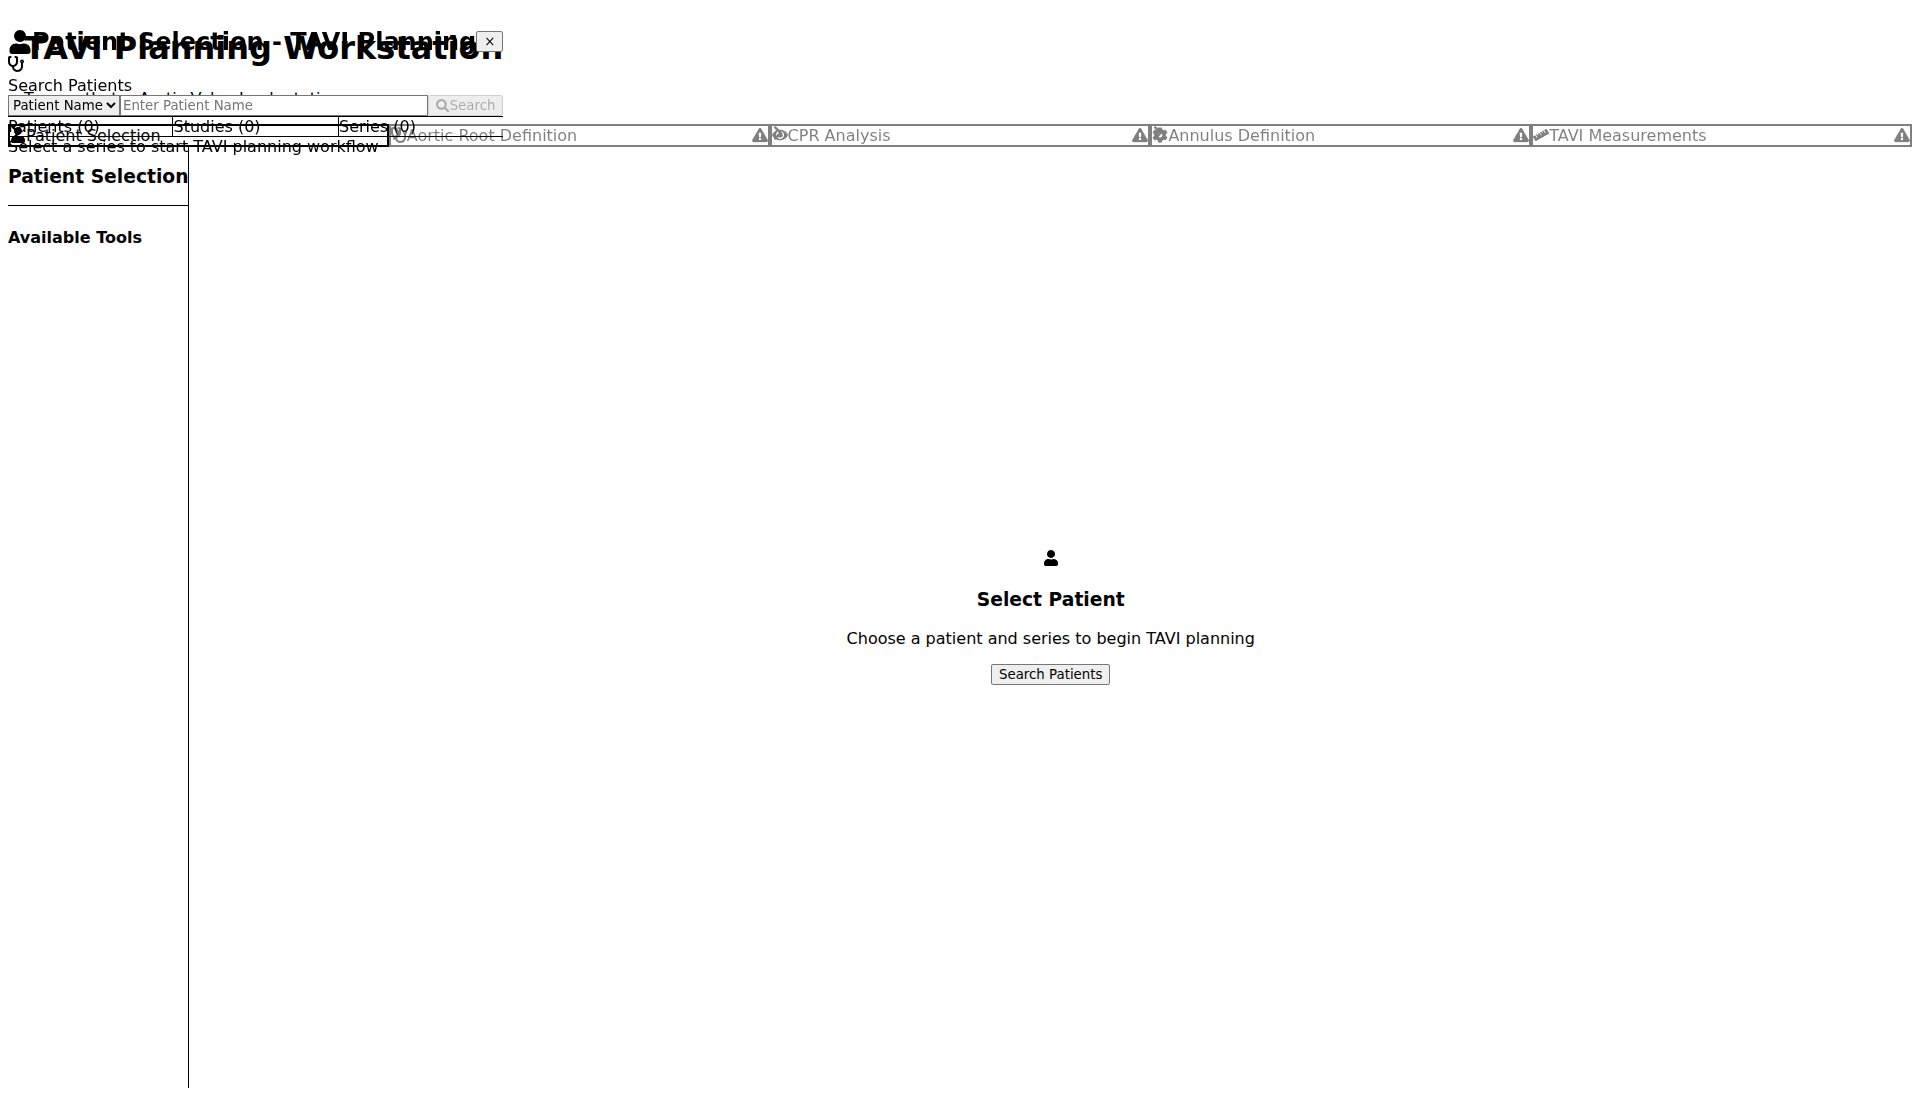 Patient Selection - TAVI Planning
×
TAVI Planning Workstation
Search Patients
Patient Name
Enter Patient Name
Search
Patients (0)
Studies (0)
Series (0)
Patient Selection
Aortic Root Definition
CPR Analysis
Annulus Definition
TAVI Measurements
Select a series to start TAVI planning workflow
Patient Selection
Available Tools
Select Patient
Choose a patient and series to begin TAVI planning
Search Patients